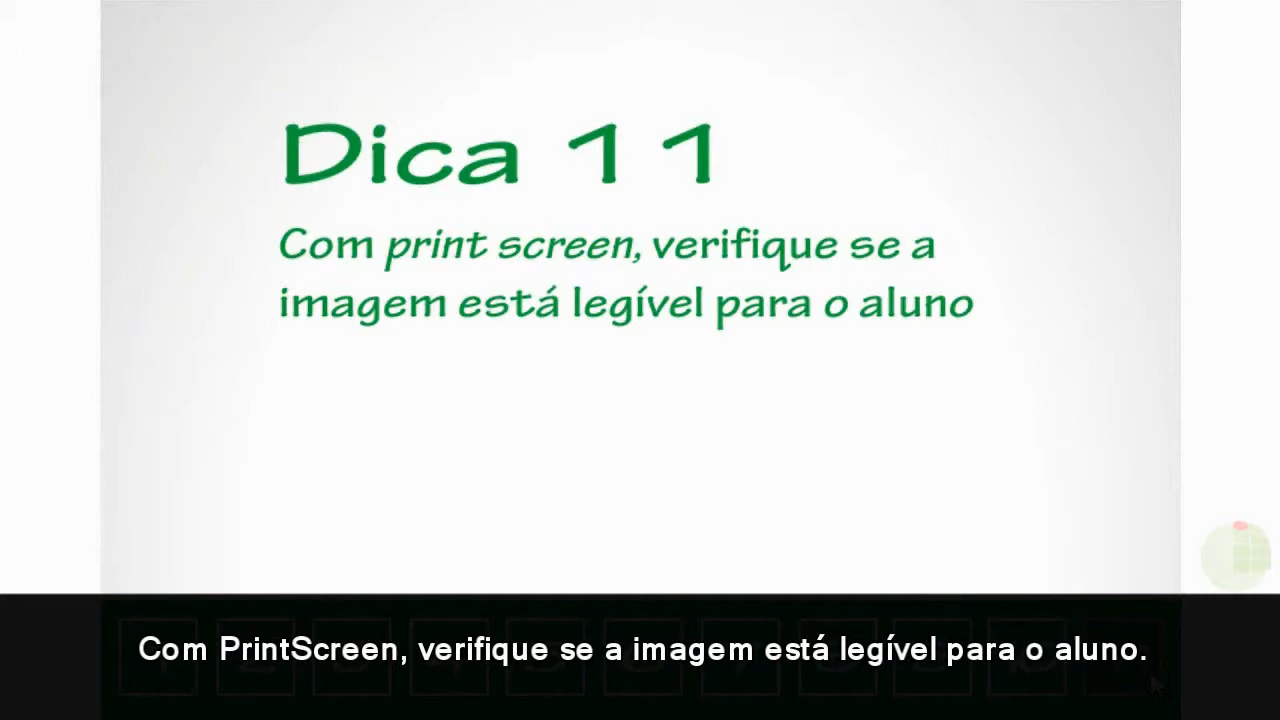 Dica 11
Com print screen, verifique se a
imagem está legível para o aluno
Com PrintScreen, verifique se a imagem está legível para o aluno.